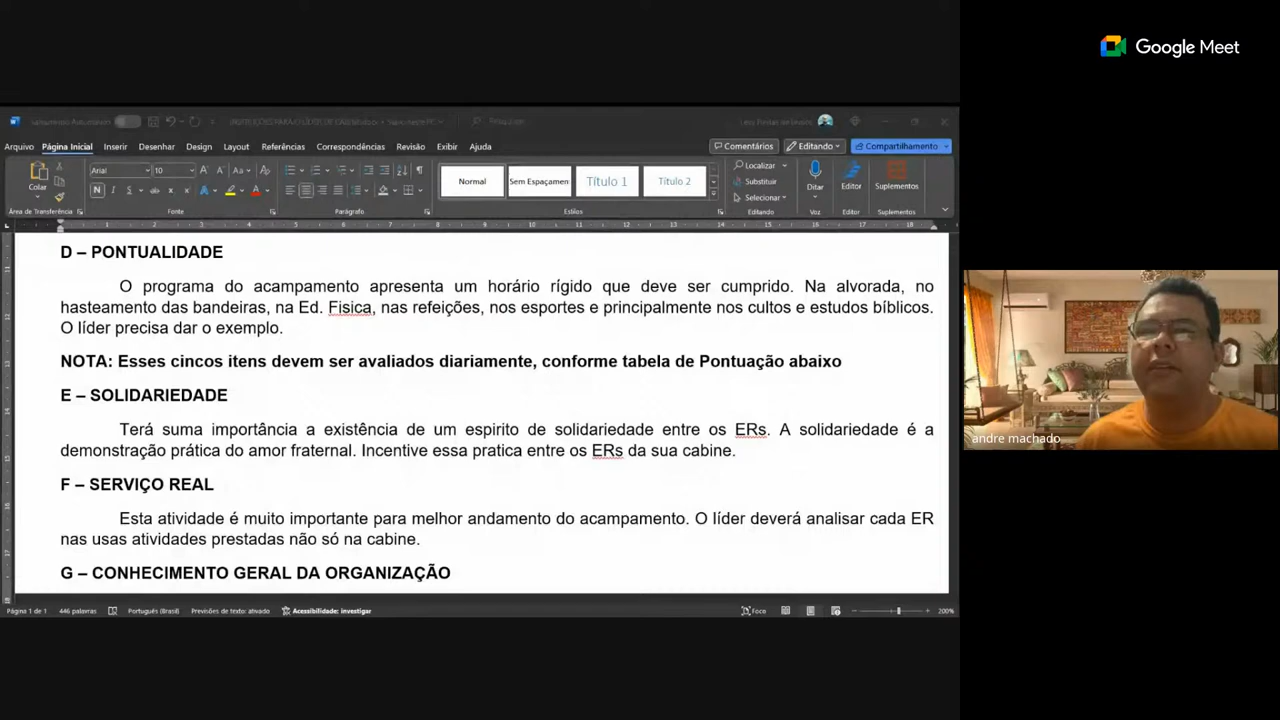 Google Meet
Arquivo Página Inicial Inserir Desenhar Design Layout Referências Correspondências Revisão Exibir Ajuda Comentários Editando Compartilhamento
Arial 10 Normal Sem Espaçamen Título 1 Título 2 Localizar
Colar Substituir Ditar Editor Suplementos
N I S Selecionar
Área de Transferência Fonte Parágrafo Estilos Editando Voz Editor Suplementos
D – PONTUALIDADE
O programa do acampamento apresenta um horário rígido que deve ser cumprido. Na alvorada, no
hasteamento das bandeiras, na Ed. Fisica, nas refeições, nos esportes e principalmente nos cultos e estudos bíblicos.
O líder precisa dar o exemplo.
NOTA: Esses cincos itens devem ser avaliados diariamente, conforme tabela de Pontuação abaixo
E – SOLIDARIEDADE
Terá suma importância a existência de um espirito de solidariedade entre os ERs. A solidariedade é a
demonstração prática do amor fraternal. Incentive essa pratica entre os ERs da sua cabine.
F – SERVIÇO REAL
Esta atividade é muito importante para melhor andamento do acampamento. O líder deverá analisar cada ER
nas usas atividades prestadas não só na cabine.
G – CONHECIMENTO GERAL DA ORGANIZAÇÃO
Página 1 de 1 446 palavras Português (Brasil) Previsões de texto: ativado Acessibilidade: investigar Foco 200%
andre machado